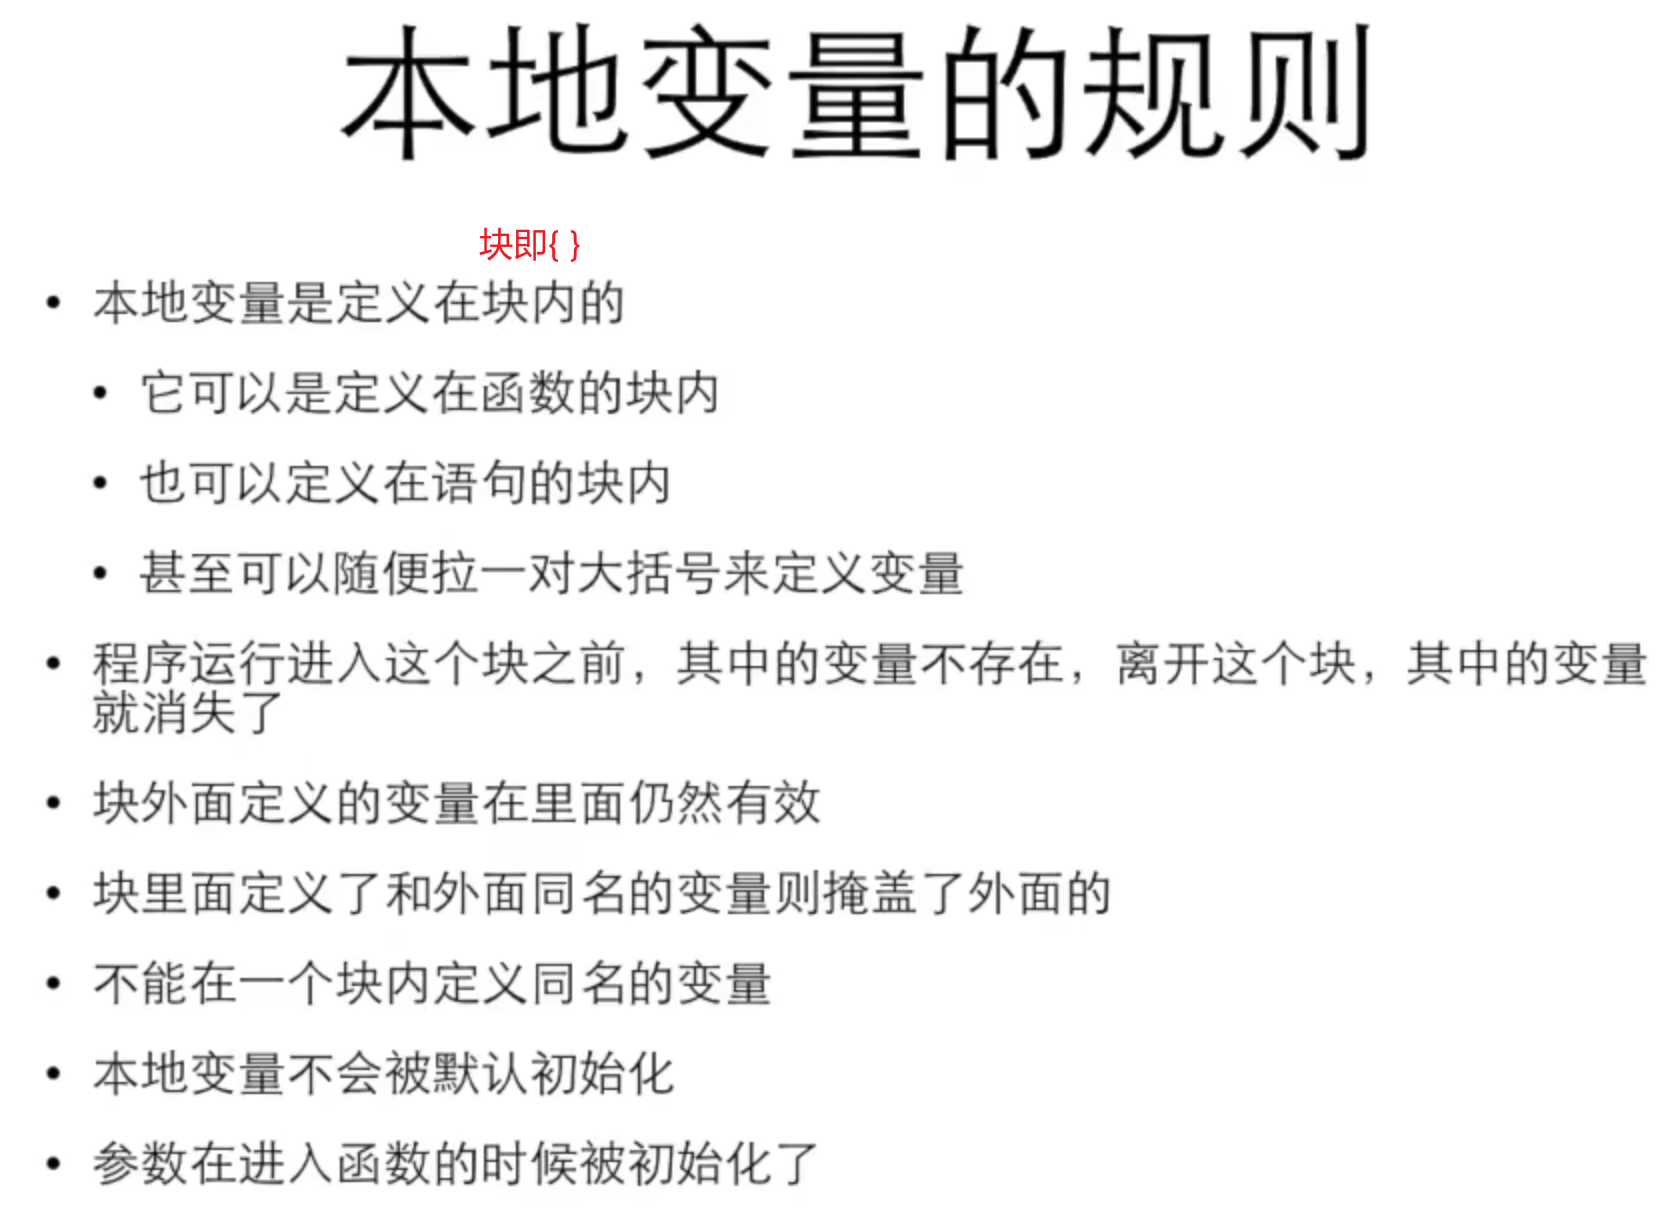 本地变量的规则
块即{ }
• 本地变量是定义在块内的
• 它可以是定义在函数的块内
• 也可以定义在语句的块内
• 甚至可以随便拉一对大括号来定义变量
• 程序运行进入这个块之前，其中的变量不存在，离开这个块，其中的变量
就消失了
• 块外面定义的变量在里面仍然有效
• 块里面定义了和外面同名的变量则掩盖了外面的
• 不能在一个块内定义同名的变量
• 本地变量不会被默认初始化
• 参数在进入函数的时候被初始化了